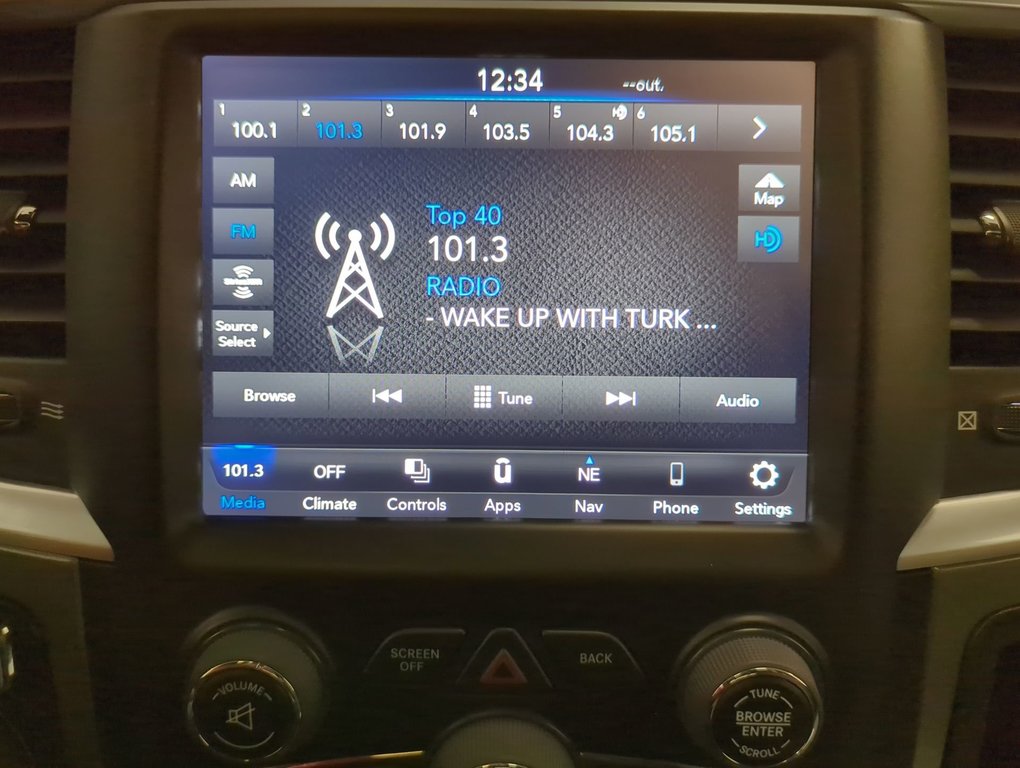 12:34 --out.
1 100.1 2 101.3 3 101.9 4 103.5 5 104.3 HD 6 105.1
AM
FM
SiriusXM
Source
Select
Map
HD
Top 40
101.3
RADIO
- WAKE UP WITH TURK ...
Browse Tune Audio
101.3 OFF NE
Media Climate Controls Apps Nav Phone Settings
VOLUME
SCREEN
OFF
BACK
TUNE
BROWSE
ENTER
SCROLL